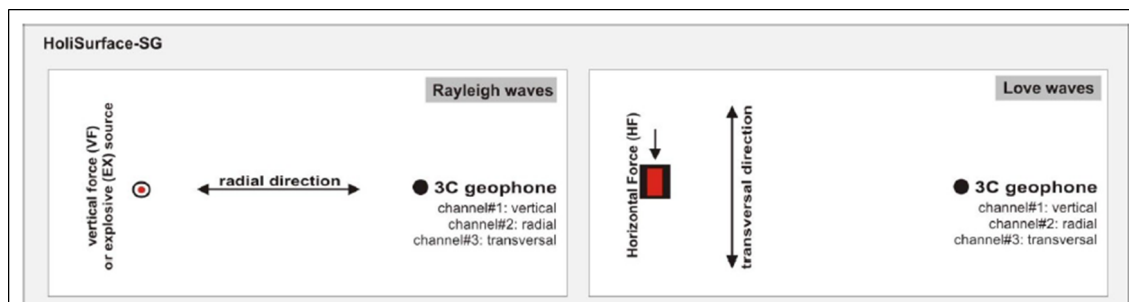 HoliSurface-SG
Rayleigh waves
vertical force (VF)
or explosive (EX) source
radial direction
3C geophone
channel#1: vertical
channel#2: radial
channel#3: transversal
Love waves
Horizontal Force (HF)
transversal direction
3C geophone
channel#1: vertical
channel#2: radial
channel#3: transversal